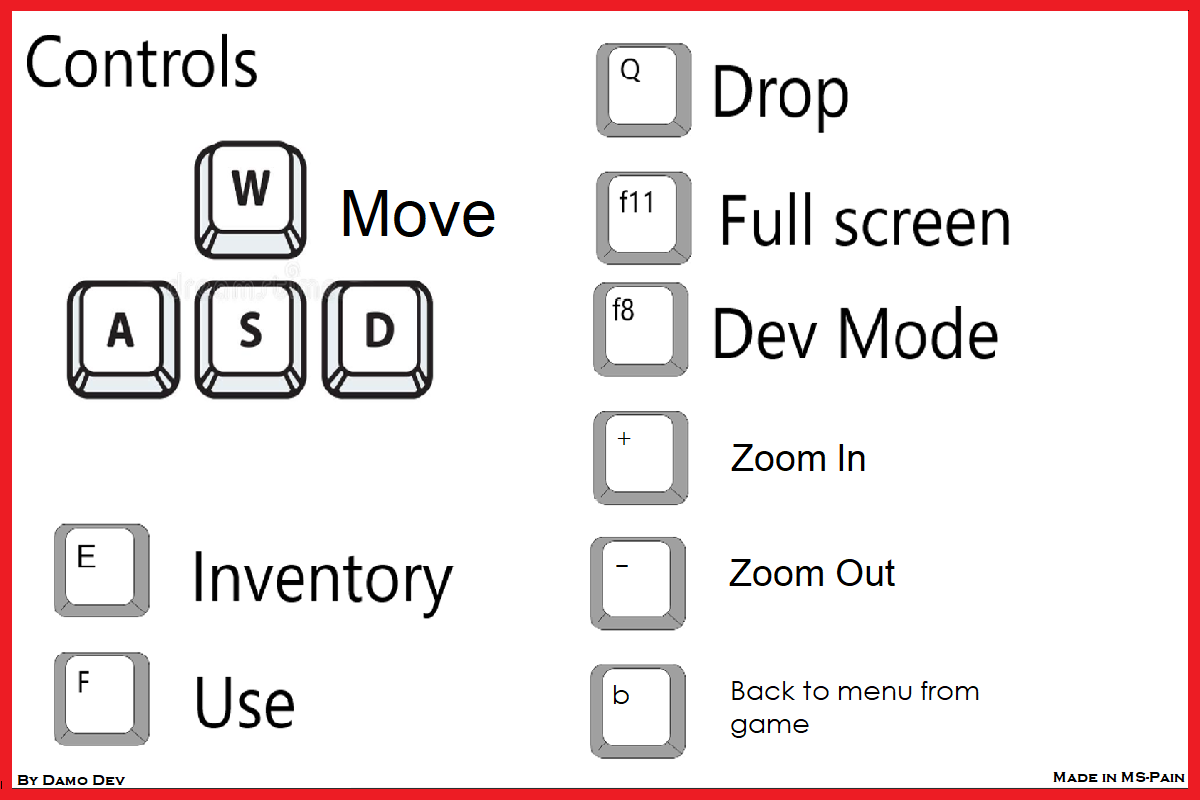 Controls
W Move
A S D
E Inventory
F Use
Q Drop
f11 Full screen
f8 Dev Mode
+ Zoom In
- Zoom Out
b Back to menu from
game
By Damo Dev
Made in MS-Pain
dreamstime